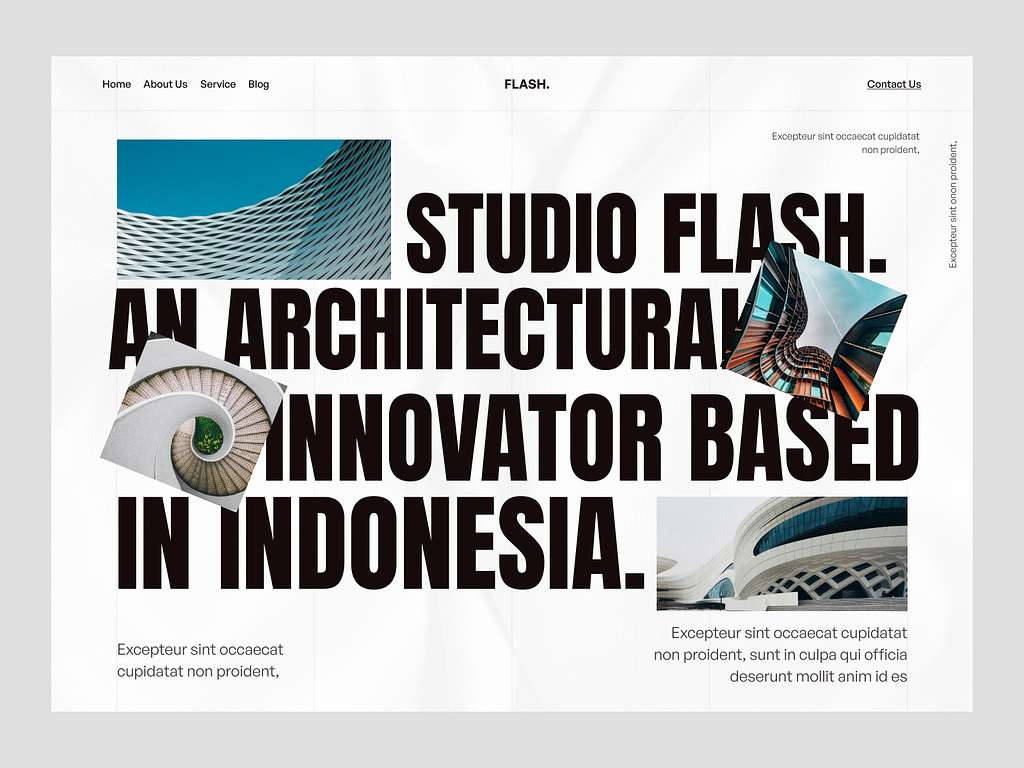 Home About Us Service Blog FLASH. Contact Us
Excepteur sint occaecat cupidatat
non proident,
Excepteur sint onon proident,
STUDIO FLASH.
AN ARCHITECTURAL
INNOVATOR BASED
IN INDONESIA.
Excepteur sint occaecat
cupidatat non proident,
Excepteur sint occaecat cupidatat
non proident, sunt in culpa qui officia
deserunt mollit anim id es